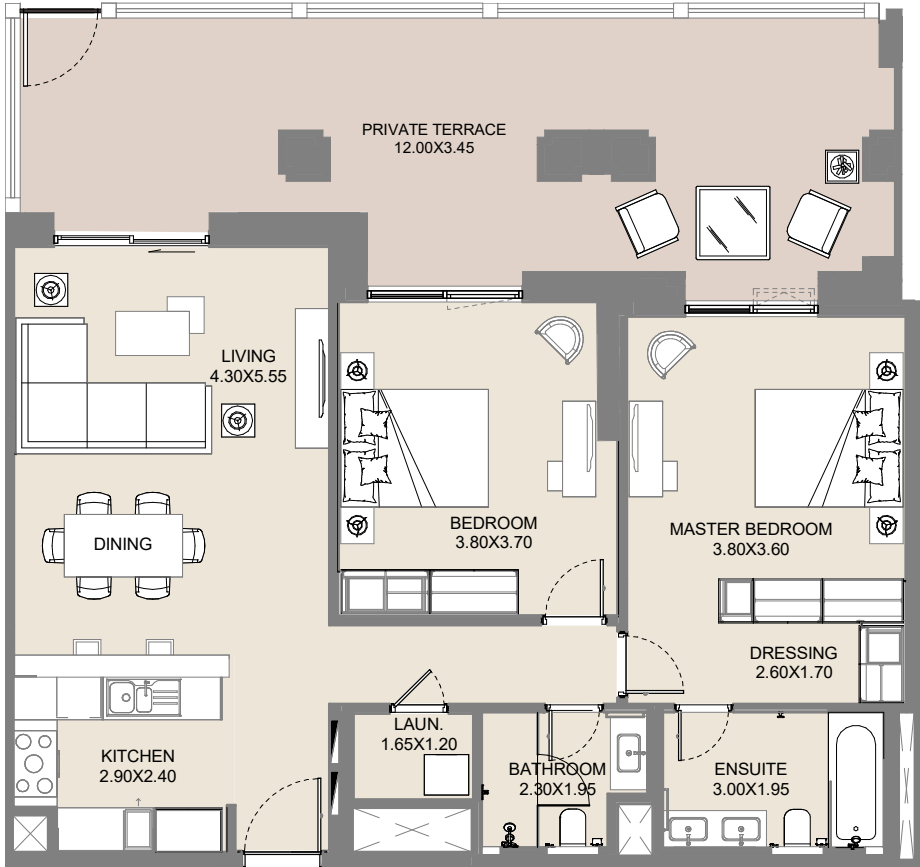 PRIVATE TERRACE
12.00X3.45
LIVING
4.30X5.55
DINING
BEDROOM
3.80X3.70
MASTER BEDROOM
3.80X3.60
DRESSING
2.60X1.70
KITCHEN
2.90X2.40
LAUN.
1.65X1.20
BATHROOM
2.30X1.95
ENSUITE
3.00X1.95